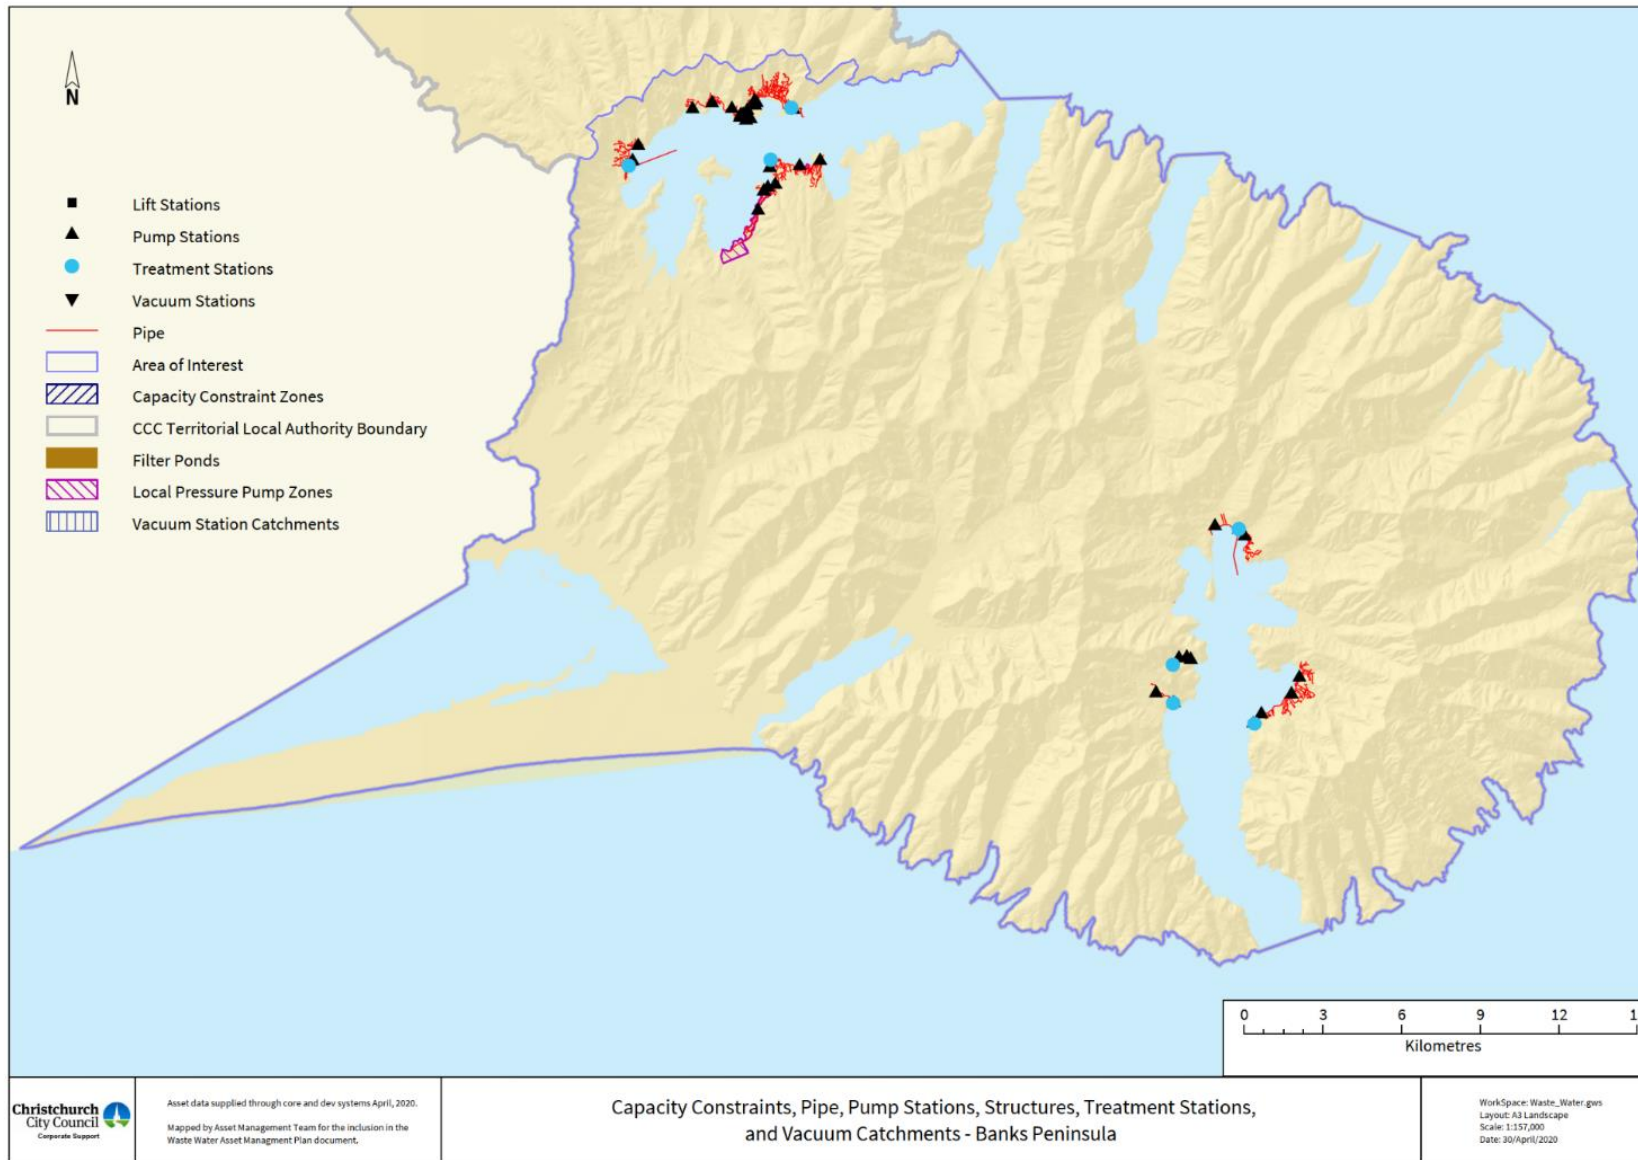 N
Lift Stations
Pump Stations
Treatment Stations
Vacuum Stations
Pipe
Area of Interest
Capacity Constraint Zones
CCC Territorial Local Authority Boundary
Filter Ponds
Local Pressure Pump Zones
Vacuum Station Catchments
0 3 6 9 12 1
Kilometres
Christchurch
City Council
Corporate Support
Asset data supplied through core and dev systems April, 2020.
Mapped by Asset Management Team for the inclusion in the
Waste Water Asset Managment Plan document.
Capacity Constraints, Pipe, Pump Stations, Structures, Treatment Stations,
and Vacuum Catchments - Banks Peninsula
WorkSpace: Waste_Water.gws
Layout: A3 Landscape
Scale: 1:157,000
Date: 30/April/2020